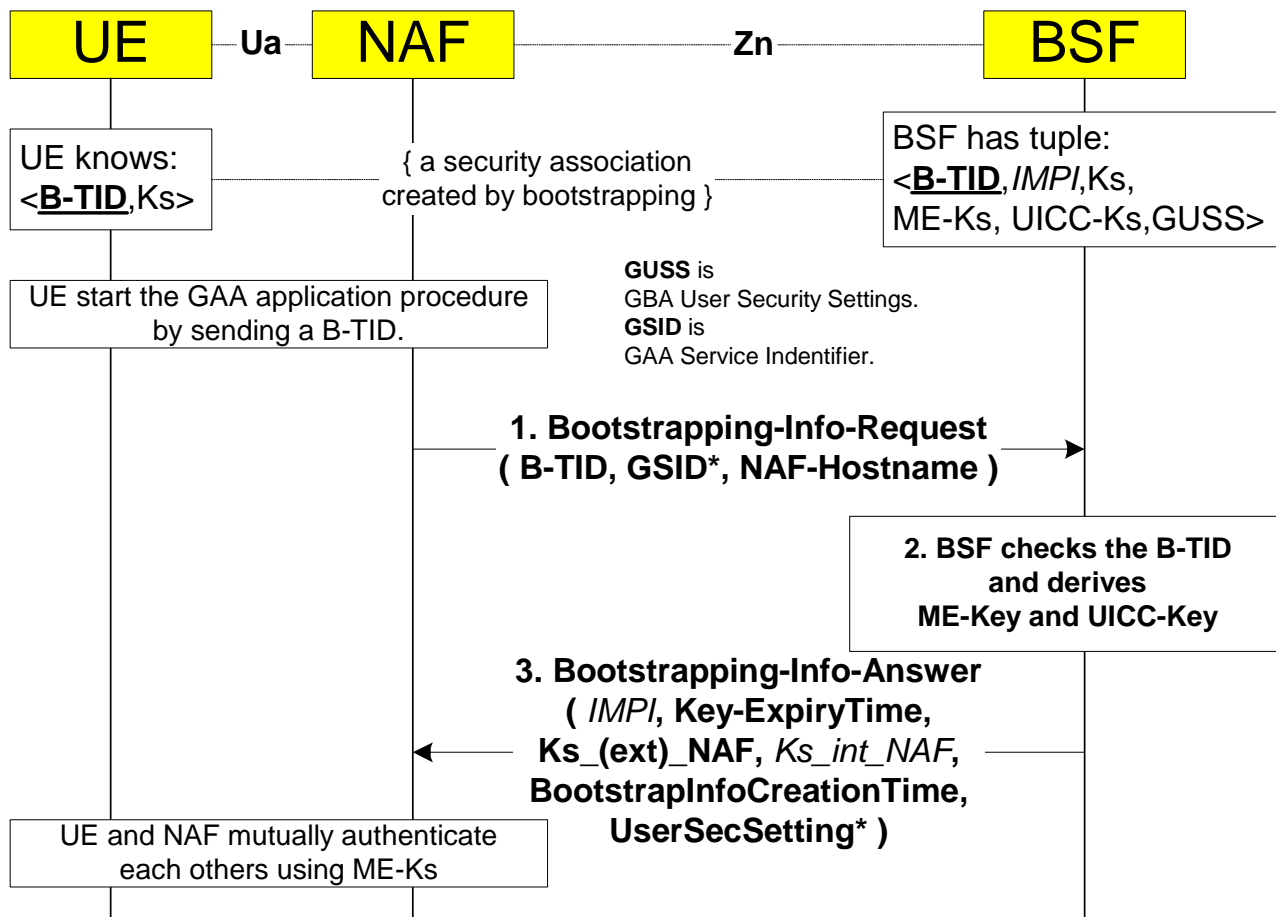 UE Ua NAF Zn BSF
UE knows:
<B-TID,Ks>
{ a security association
created by bootstrapping }
BSF has tuple:
<B-TID,IMPI,Ks,
ME-Ks, UICC-Ks,GUSS>
UE start the GAA application procedure
by sending a B-TID.
GUSS is
GBA User Security Settings.
GSID is
GAA Service Indentifier.
1. Bootstrapping-Info-Request
( B-TID, GSID*, NAF-Hostname )
2. BSF checks the B-TID
and derives
ME-Key and UICC-Key
3. Bootstrapping-Info-Answer
( IMPI, Key-ExpiryTime,
Ks_(ext)_NAF, Ks_int_NAF,
BootstrapInfoCreationTime,
UserSecSetting* )
UE and NAF mutually authenticate
each others using ME-Ks